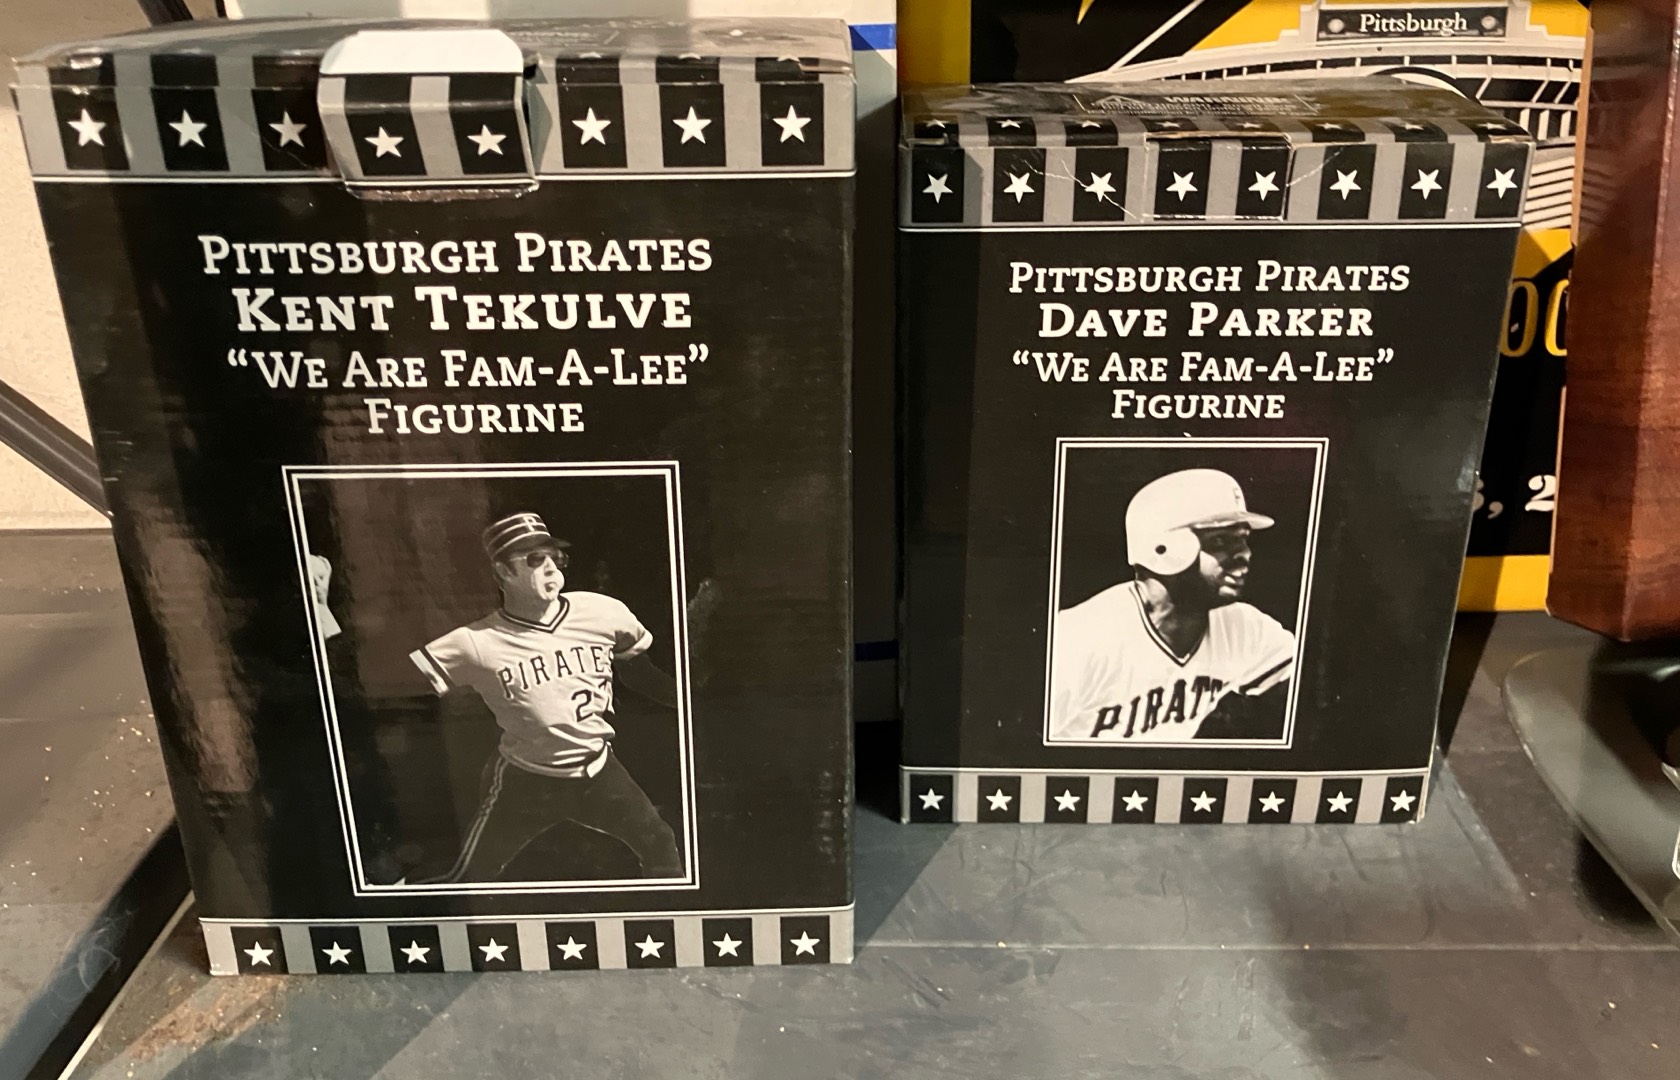 PITTSBURGH PIRATES
KENT TEKULVE
“WE ARE FAM-A-LEE”
FIGURINE
P
PIRATES
27
WARNING:
PITTSBURGH PIRATES
DAVE PARKER
“WE ARE FAM-A-LEE”
FIGURINE
P
PIRAT
Pittsburgh